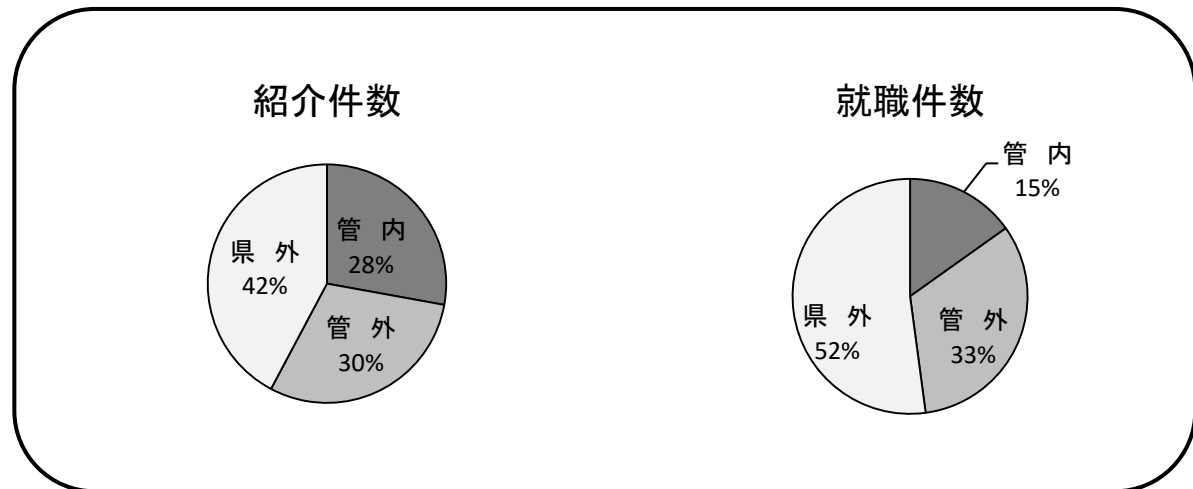 紹介件数
管 内
28%
管 外
30%
県 外
42%
就職件数
管 内
15%
管 外
33%
県 外
52%